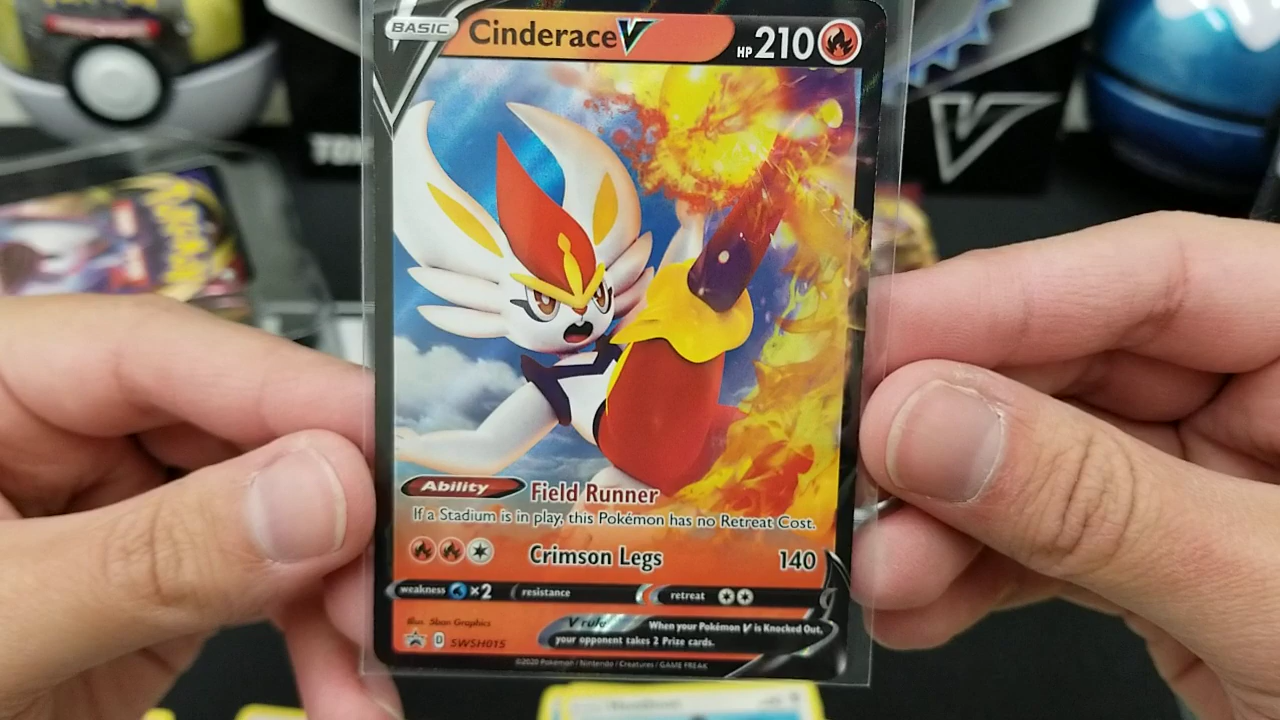 BASIC
Cinderace V
HP 210
Ability Field Runner
If a Stadium is in play, this Pokémon has no Retreat Cost.
Crimson Legs 140
weakness ×2 resistance retreat
V rule When your Pokémon V is Knocked Out,
your opponent takes 2 Prize cards.
Illus. 5ban Graphics
D SWSH015
©2020 Pokémon / Nintendo / Creatures / GAME FREAK
POKÉMON
V